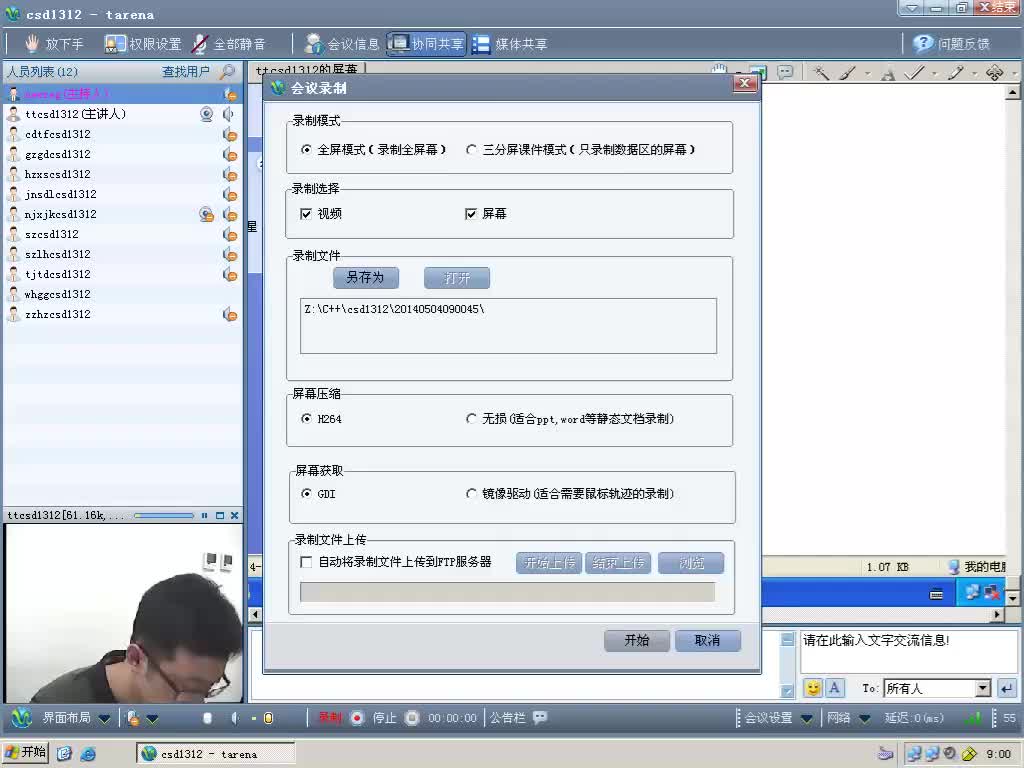 csd1312 - tarena
结束
放下手 权限设置 全部静音 会议信息 协同共享 媒体共享 问题反馈
人员列表(12) 查找用户
ttcsd1312的屏幕
(主持人)
ttcsd1312(主讲人)
cdtfcsd1312
gzgdcsd1312
hzxscsd1312
jnsdlcsd1312
njxjkcsd1312
szcsd1312
szlhcsd1312
tjtdcsd1312
whggcsd1312
zzhzcsd1312
ttcsd1312[61.16k,...
星
会议录制
录制模式
全屏模式(录制全屏幕) 三分屏课件模式(只录制数据区的屏幕)
录制选择
视频 屏幕
录制文件
另存为 打开
Z:\C++\csd1312\20140504090045\
屏幕压缩
H264 无损(适合ppt,word等静态文档录制)
屏幕获取
GDI 镜像驱动(适合需要鼠标轨迹的录制)
录制文件上传
自动将录制文件上传到FTP服务器 开始上传 结束上传 浏览
开始 取消
4-
1.07 KB 我的电脑
请在此输入文字交流信息!
A To: 所有人
界面布局 录制 停止 00:00:00 公告栏 会议设置 网络 延迟:0(ms) 55
开始 csd1312 - tarena 9:00